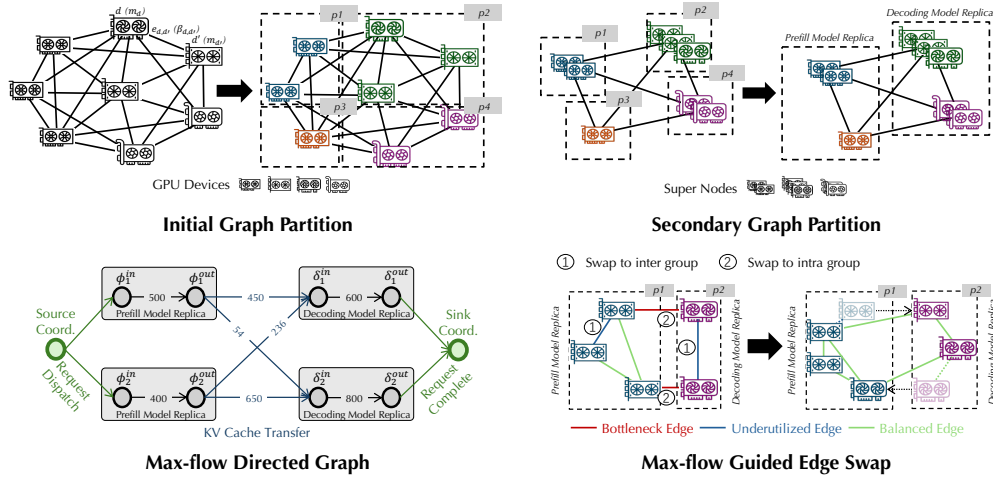 d (m_d)
e_{d,d'} (β_{d,d'})
d' (m_{d'})
p1
p2
p3
p4
GPU Devices
Initial Graph Partition
p1
p2
p3
p4
Prefill Model Replica
Decoding Model Replica
Super Nodes
Secondary Graph Partition
Source
Coord.
Request
Dispatch
ϕ_1^{in}
ϕ_1^{out}
500
Prefill Model Replica
ϕ_2^{in}
ϕ_2^{out}
400
Prefill Model Replica
450
54
236
650
KV Cache Transfer
δ_1^{in}
δ_1^{out}
600
Decoding Model Replica
δ_2^{in}
δ_2^{out}
800
Decoding Model Replica
Sink
Coord.
Request
Complete
Max-flow Directed Graph
1 Swap to inter group
2 Swap to intra group
p1
p2
Prefill Model Replica
Decoding Model Replica
1
2
1
2
p1
p2
Prefill Model Replica
Decoding Model Replica
Bottleneck Edge
Underutilized Edge
Balanced Edge
Max-flow Guided Edge Swap